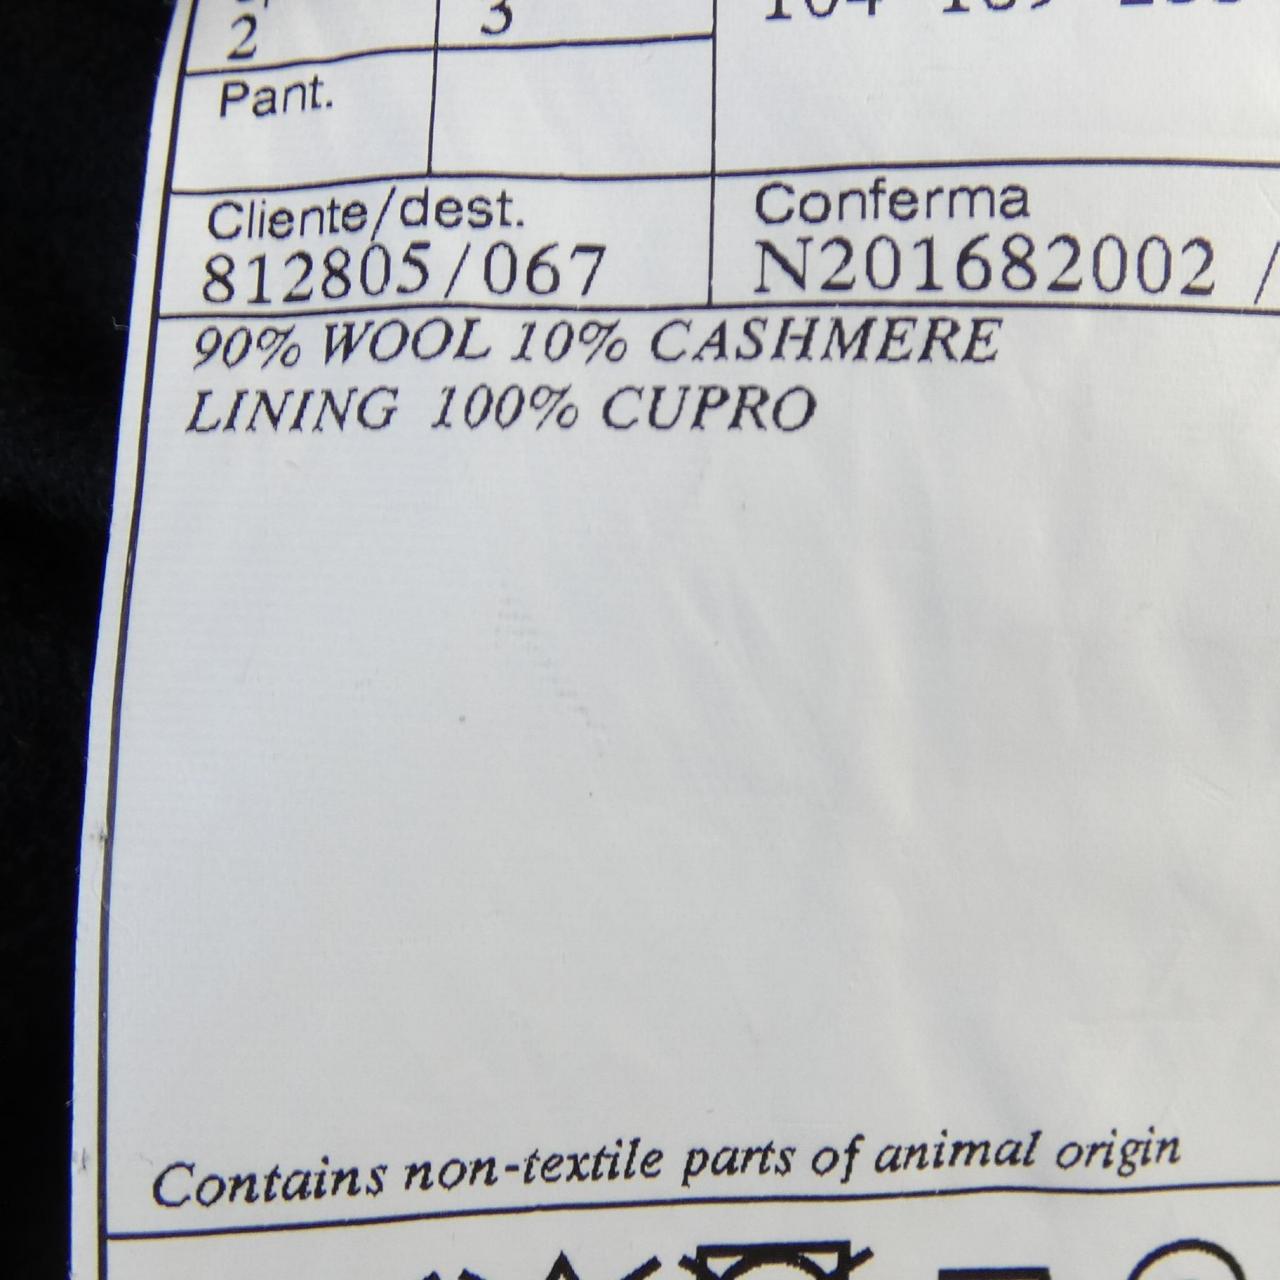 2 3
Pant.
Cliente/dest. Conferma
812805/067 N201682002 /
90% WOOL 10% CASHMERE
LINING 100% CUPRO
Contains non-textile parts of animal origin